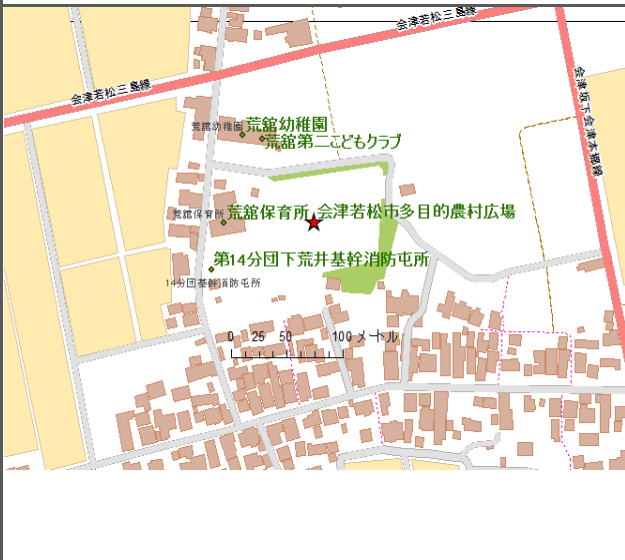 会津若松三島線
会津若松三島線
会津坂下会津本郷線
荒舘幼稚園
荒舘幼稚園
荒舘第二こどもクラブ
荒舘保育所
荒舘保育所
会津若松市多目的農村広場
第14分団下荒井基幹消防屯所
14分団基幹消防屯所
0 25 50 100 メートル